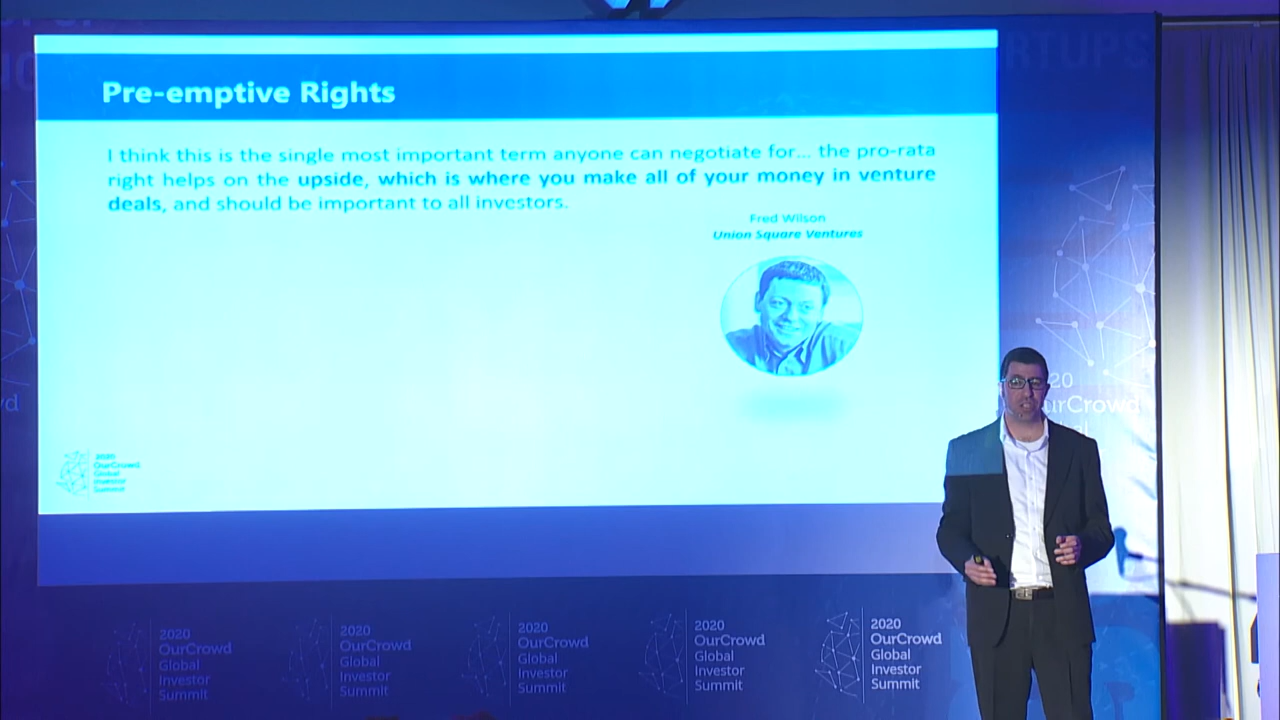 RTUPS
Pre-emptive Rights
I think this is the single most important term anyone can negotiate for... the pro-rata
right helps on the upside, which is where you make all of your money in venture
deals, and should be important to all investors.
Fred Wilson
Union Square Ventures
2020
OurCrowd
Global
Investor
Summit
20
urCrowd
2020
OurCrowd
Global
Investor
Summit
2020
OurCrowd
Global
Investor
Summit
2020
OurCrowd
Global
Investor
Summit
2020
OurCrowd
Global
Investor
Summit
2020
OurCrowd
Global
Investor
Summit